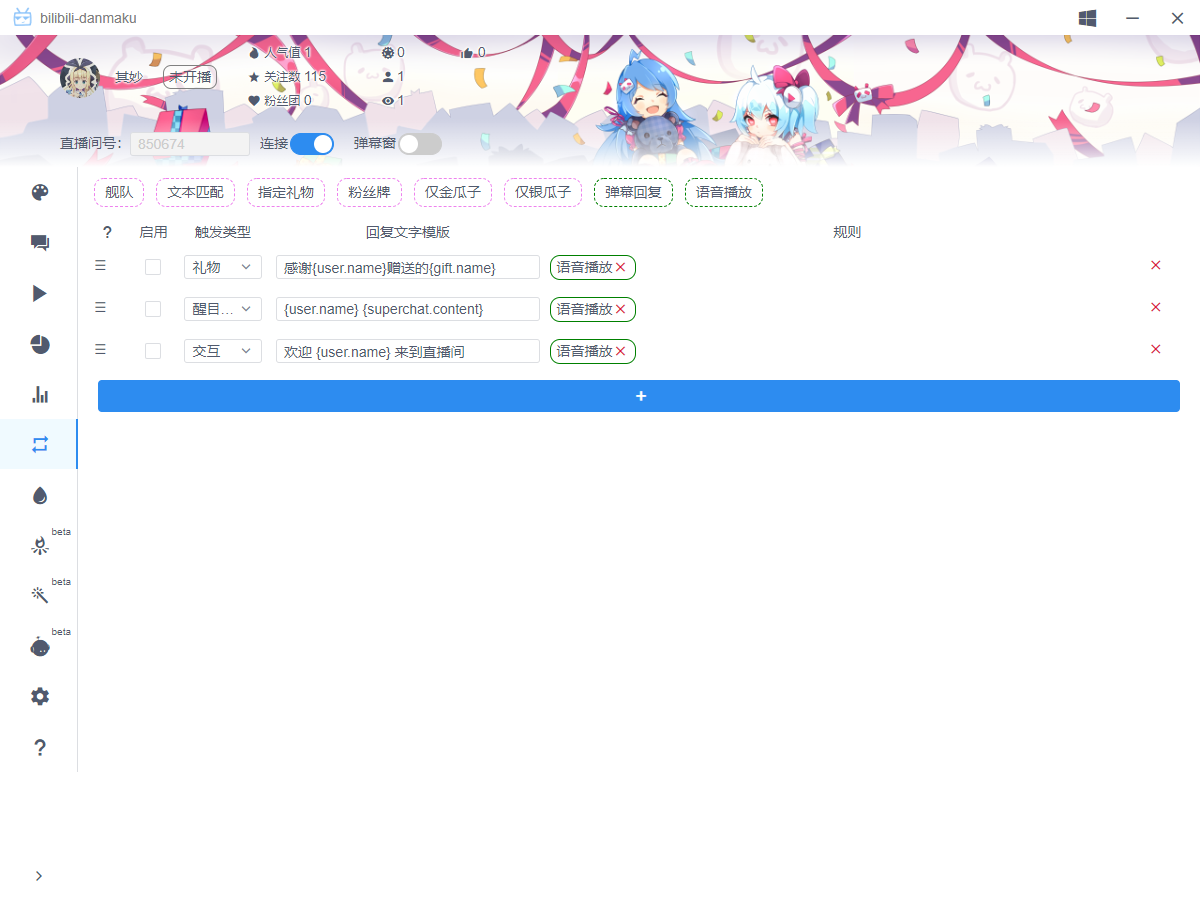 bilibili-danmaku
其妙 未开播
人气值 1 0 0
关注数 115 1
粉丝团 0 1
直播间号： 850674 连接 弹幕窗
舰队 文本匹配 指定礼物 粉丝牌 仅金瓜子 仅银瓜子 弹幕回复 语音播放
? 启用 触发类型 回复文字模版 规则
礼物 感谢{user.name}赠送的{gift.name} 语音播放
醒目… {user.name} {superchat.content} 语音播放
交互 欢迎 {user.name} 来到直播间 语音播放
+
beta
beta
beta
?